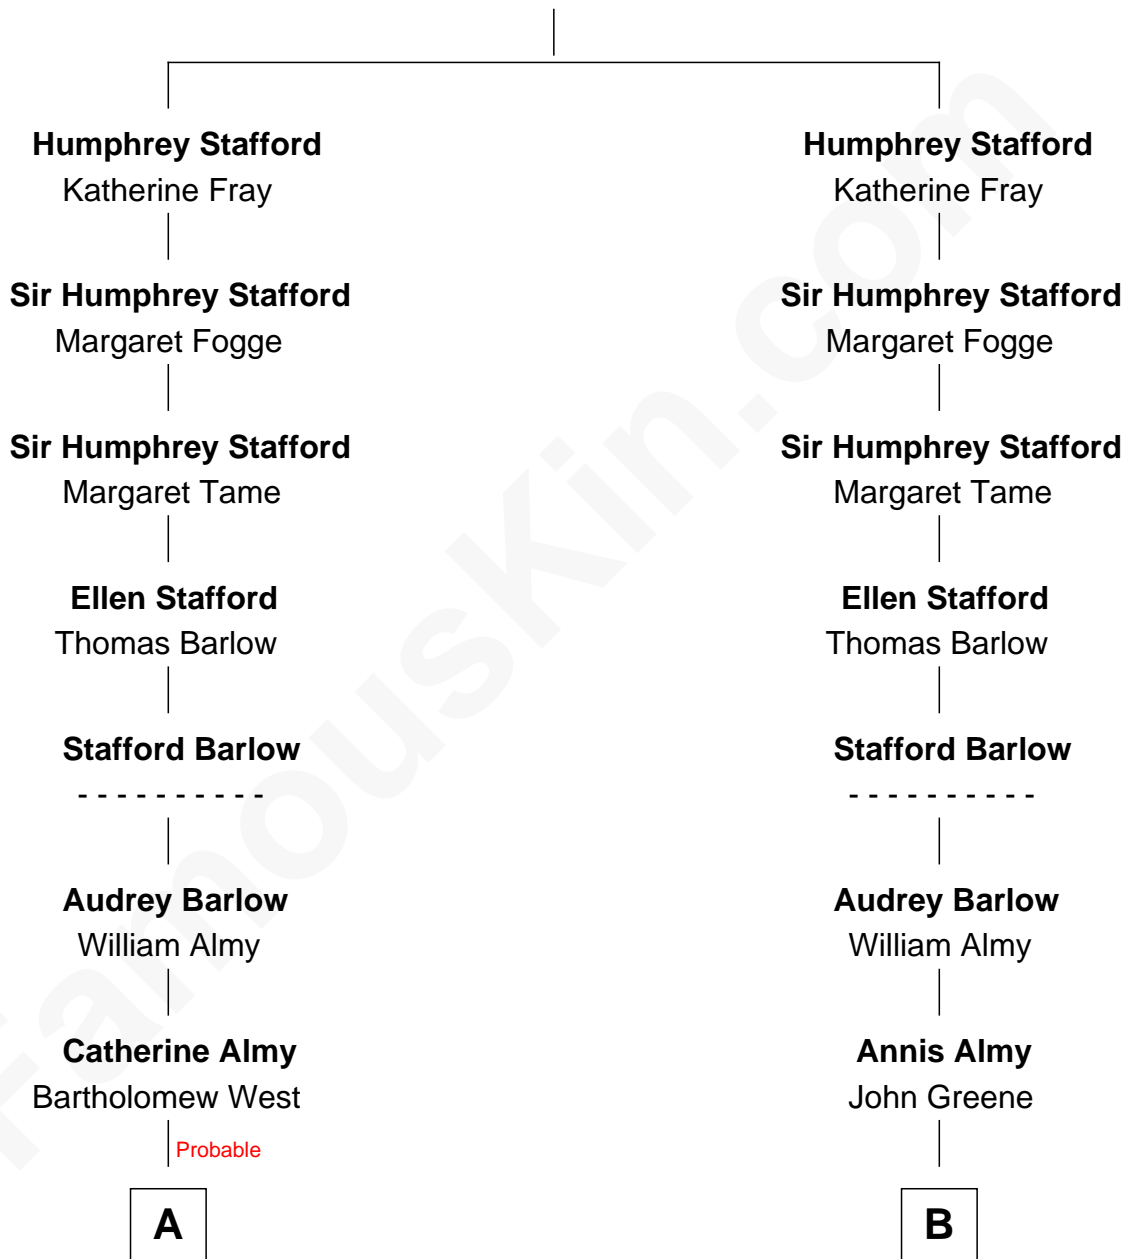 Humphrey Stafford
Katherine Fray
Sir Humphrey Stafford
Margaret Fogge
Sir Humphrey Stafford
Margaret Tame
Ellen Stafford
Thomas Barlow
Stafford Barlow
- - - - - - - - - -
Audrey Barlow
William Almy
Catherine Almy
Bartholomew West
Probable
A
Humphrey Stafford
Katherine Fray
Sir Humphrey Stafford
Margaret Fogge
Sir Humphrey Stafford
Margaret Tame
Ellen Stafford
Thomas Barlow
Stafford Barlow
- - - - - - - - - -
Audrey Barlow
William Almy
Annis Almy
John Greene
B
FamousKin.com